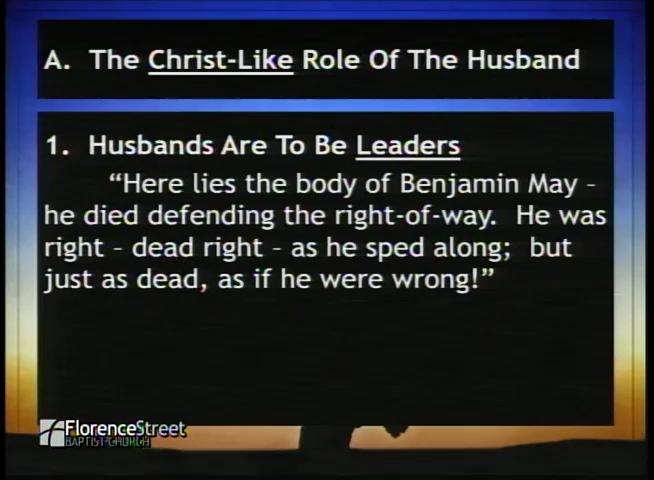 A. The Christ-Like Role Of The Husband
1. Husbands Are To Be Leaders
“Here lies the body of Benjamin May –
he died defending the right-of-way. He was
right – dead right – as he sped along; but
just as dead, as if he were wrong!”
FlorenceStreet
BAPTIST CHURCH